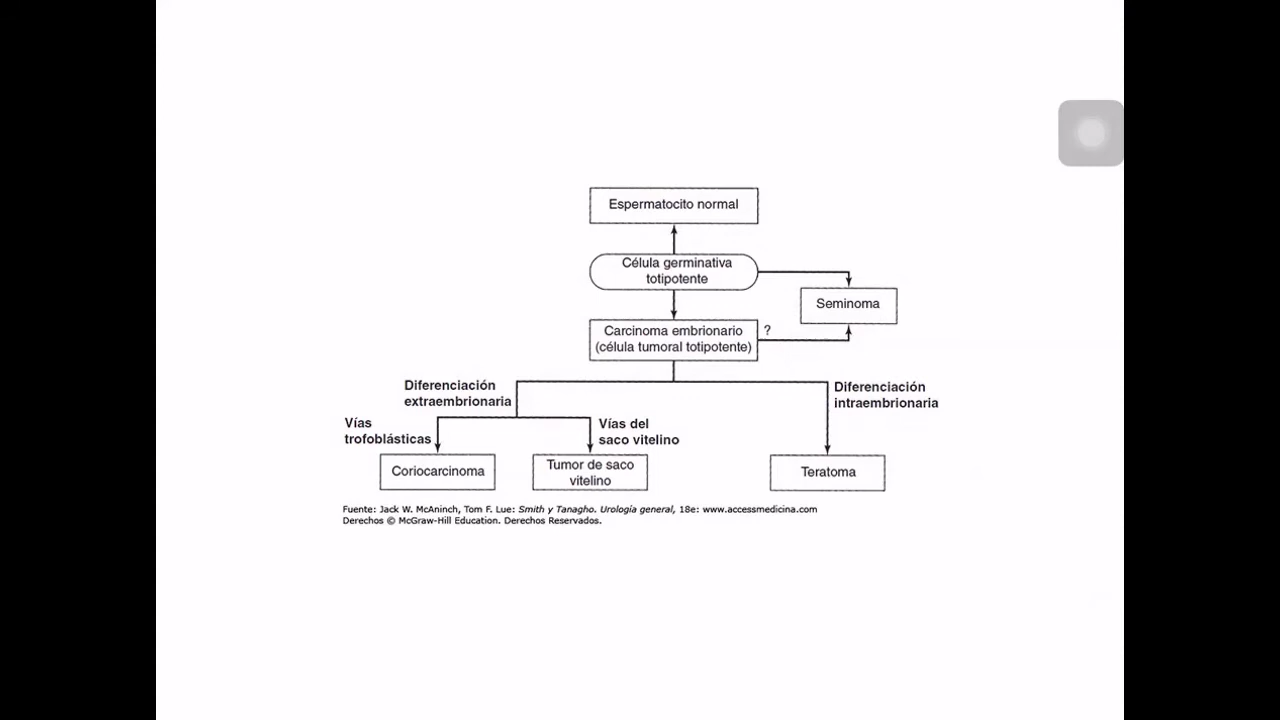 Espermatocito normal
Célula germinativa
totipotente
Seminoma
Carcinoma embrionario
(célula tumoral totipotente)
?
Diferenciación
extraembrionaria
Diferenciación
intraembrionaria
Vías
trofoblásticas
Vías del
saco vitelino
Coriocarcinoma
Tumor de saco
vitelino
Teratoma
Fuente: Jack W. McAninch, Tom F. Lue: Smith y Tanagho. Urología general, 18e: www.accessmedicina.com
Derechos © McGraw-Hill Education. Derechos Reservados.